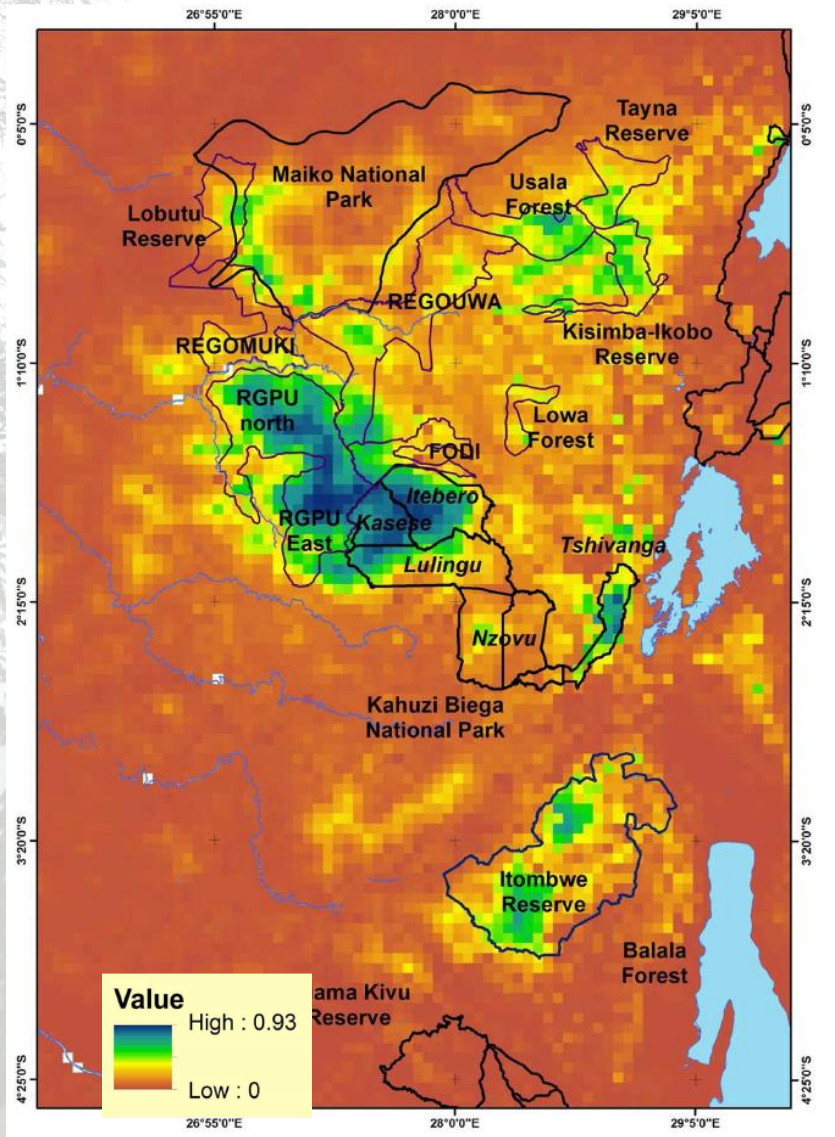 26°55'0"E
28°0'0"E
29°5'0"E
0°5'0"S
0°5'0"S
Tayna
Reserve
Maiko National
Park
Usala
Forest
Lobutu
Reserve
REGOUWA
Kisimba-Ikobo
Reserve
REGOMUKI
1°10'0"S
1°10'0"S
RGPU
north
Lowa
Forest
FODI
Itebero
RGPU
East
Kasese
Tshivanga
Lulingu
2°15'0"S
2°15'0"S
Nzovu
Kahuzi Biega
National Park
3°20'0"S
3°20'0"S
Itombwe
Reserve
Balala
Forest
ama Kivu
Reserve
Value
High : 0.93
Low : 0
4°25'0"S
4°25'0"S
26°55'0"E
28°0'0"E
29°5'0"E